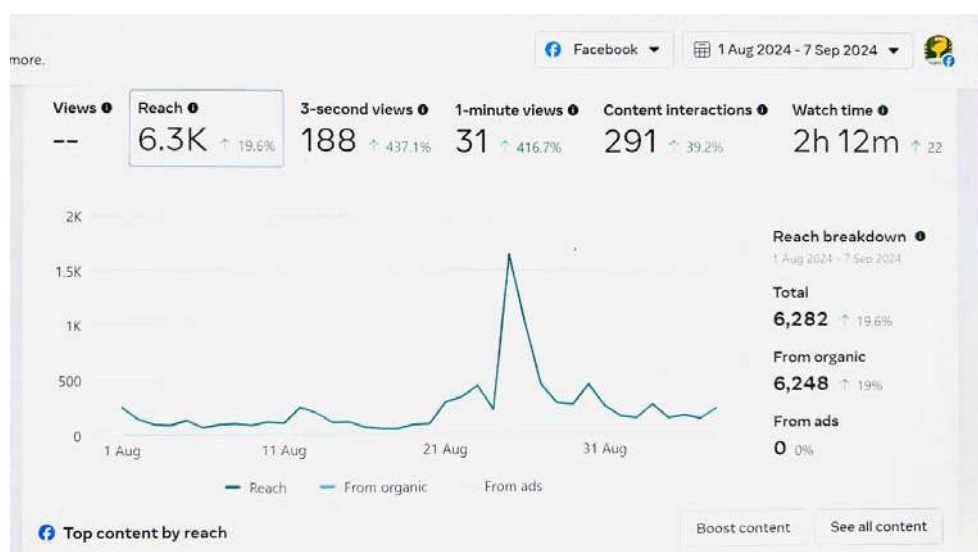 more.
Facebook
1 Aug 2024 - 7 Sep 2024
Views
Reach
3-second views
1-minute views
Content interactions
Watch time
--
6.3K ↑ 19.6%
188 ↑ 437.1%
31 ↑ 416.7%
291 ↑ 39.2%
2h 12m ↑ 22
2K
1.5K
1K
500
0
1 Aug
11 Aug
21 Aug
31 Aug
Reach
From organic
From ads
Reach breakdown
1 Aug 2024 - 7 Sep 2024
Total
6,282 ↑ 19.6%
From organic
6,248 ↑ 19%
From ads
0 0%
Top content by reach
Boost content
See all content